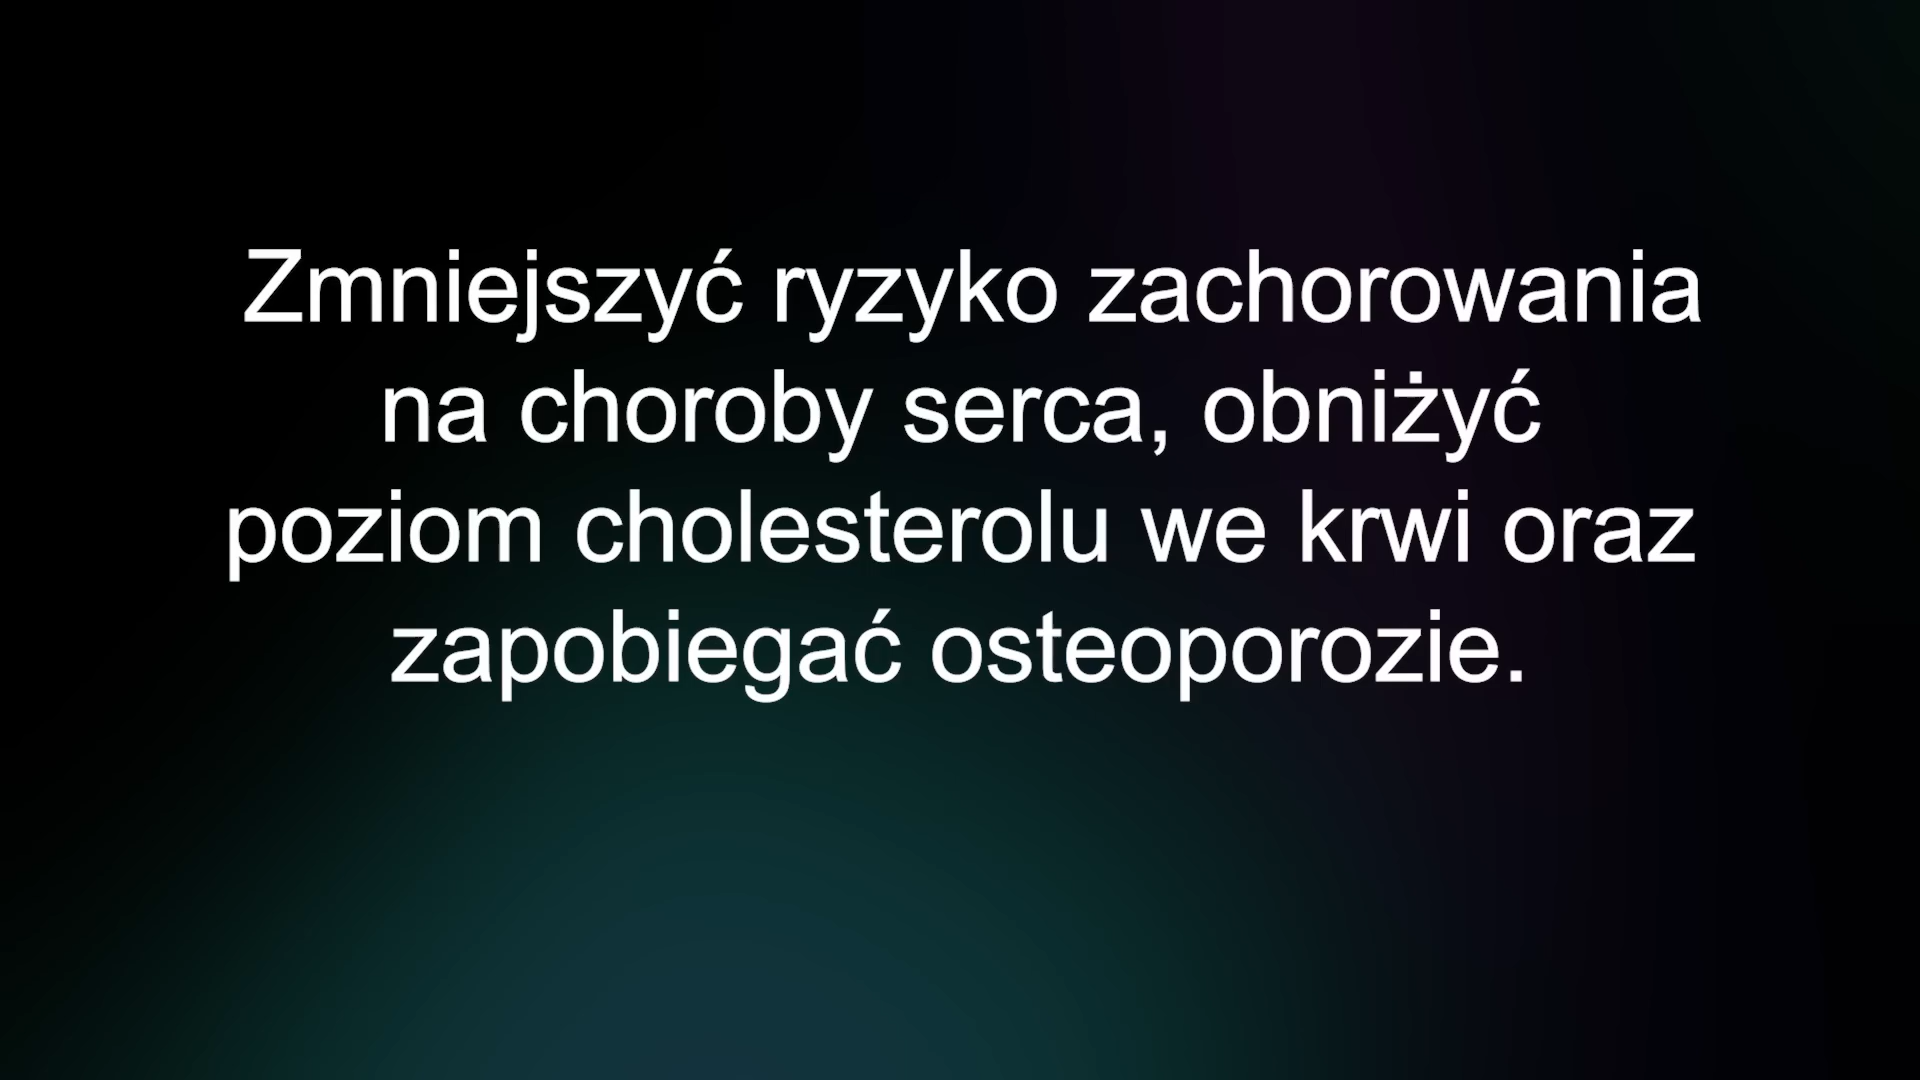 Zmniejszyć ryzyko zachorowania
na choroby serca, obniżyć
poziom cholesterolu we krwi oraz
zapobiegać osteoporozie.